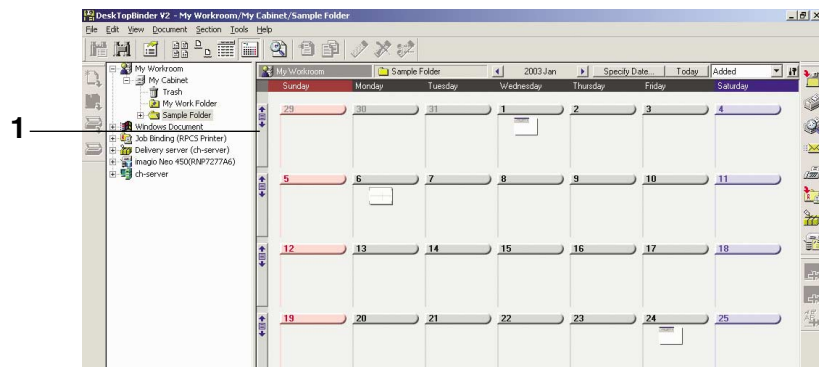 DeskTopBinder V2 - My Workroom/My Cabinet/Sample Folder
File Edit View Document Section Tools Help
My Workroom
My Cabinet
Trash
My Work Folder
Sample Folder
Windows Document
Job Binding (RPCS Printer)
Delivery server (ch-server)
imagio Neo 450(RNP7277A6)
ch-server
1
My Workroom Sample Folder 2003 Jan Specify Date... Today Added
Sunday Monday Tuesday Wednesday Thursday Friday Saturday
29 30 31 1 2 3 4
5 6 7 8 9 10 11
12 13 14 15 16 17 18
19 20 21 22 23 24 25